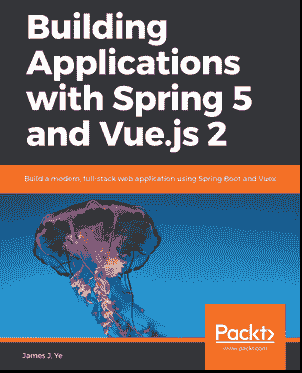 Building
Applications
with Spring 5
and Vue.js 2
Build a modern, full-stack web application using Spring Boot and Vuex
Packt>
www.packt.com
James J. Ye